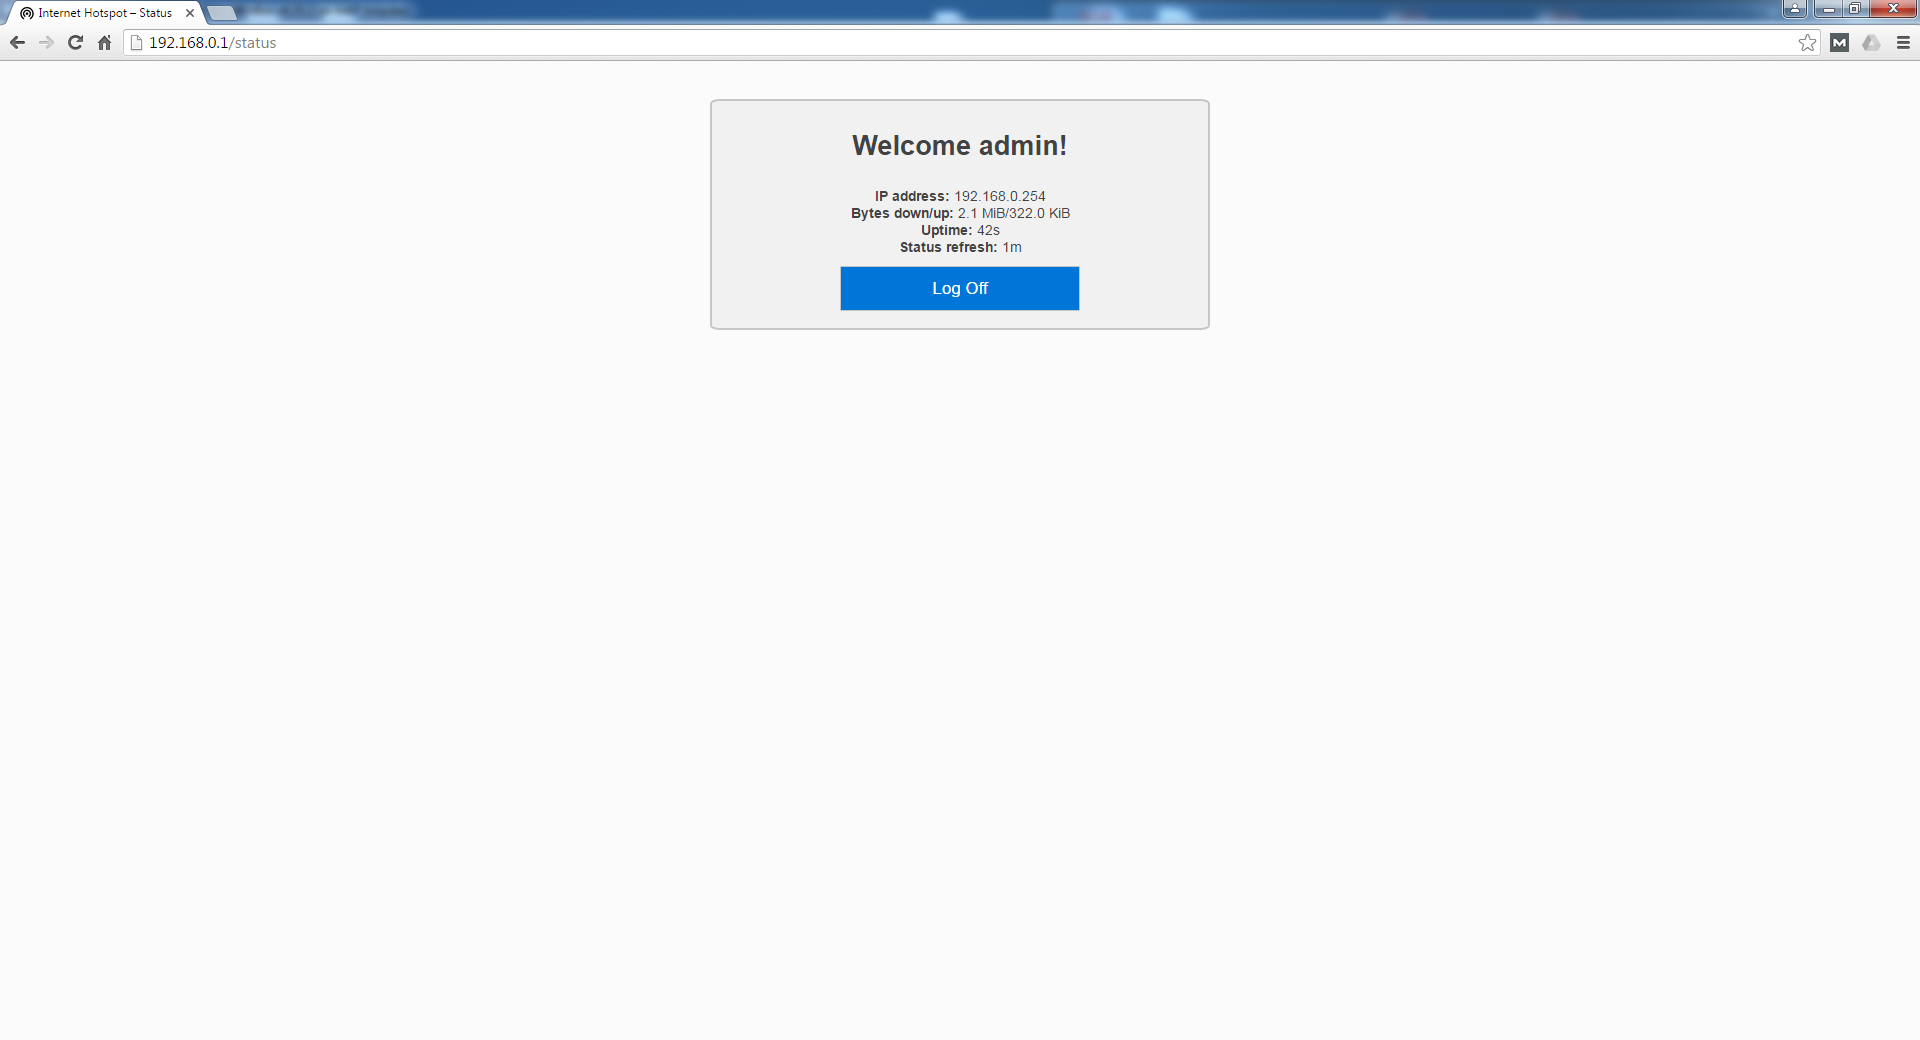 Internet Hotspot – Status
192.168.0.1/status
Welcome admin!
IP address: 192.168.0.254
Bytes down/up: 2.1 MiB/322.0 KiB
Uptime: 42s
Status refresh: 1m
Log Off